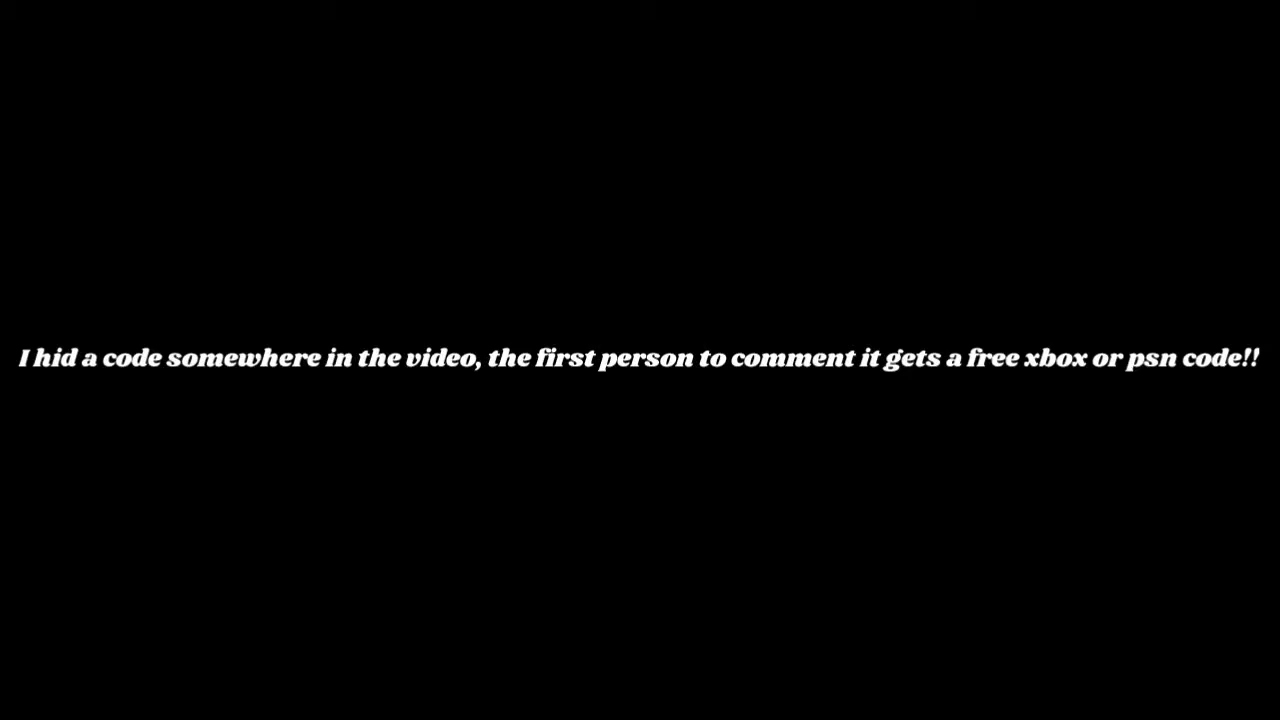 I hid a code somewhere in the video, the first person to comment it gets a free xbox or psn code!!